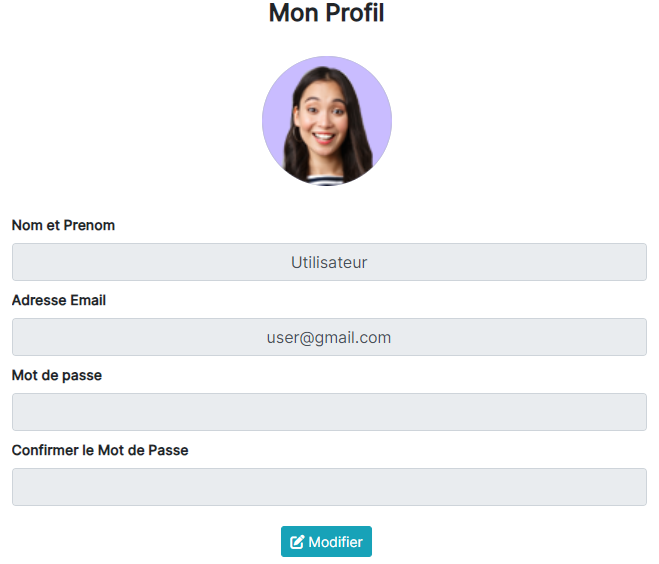 Mon Profil
Nom et Prenom
Utilisateur
Adresse Email
user@gmail.com
Mot de passe
Confirmer le Mot de Passe
Modifier